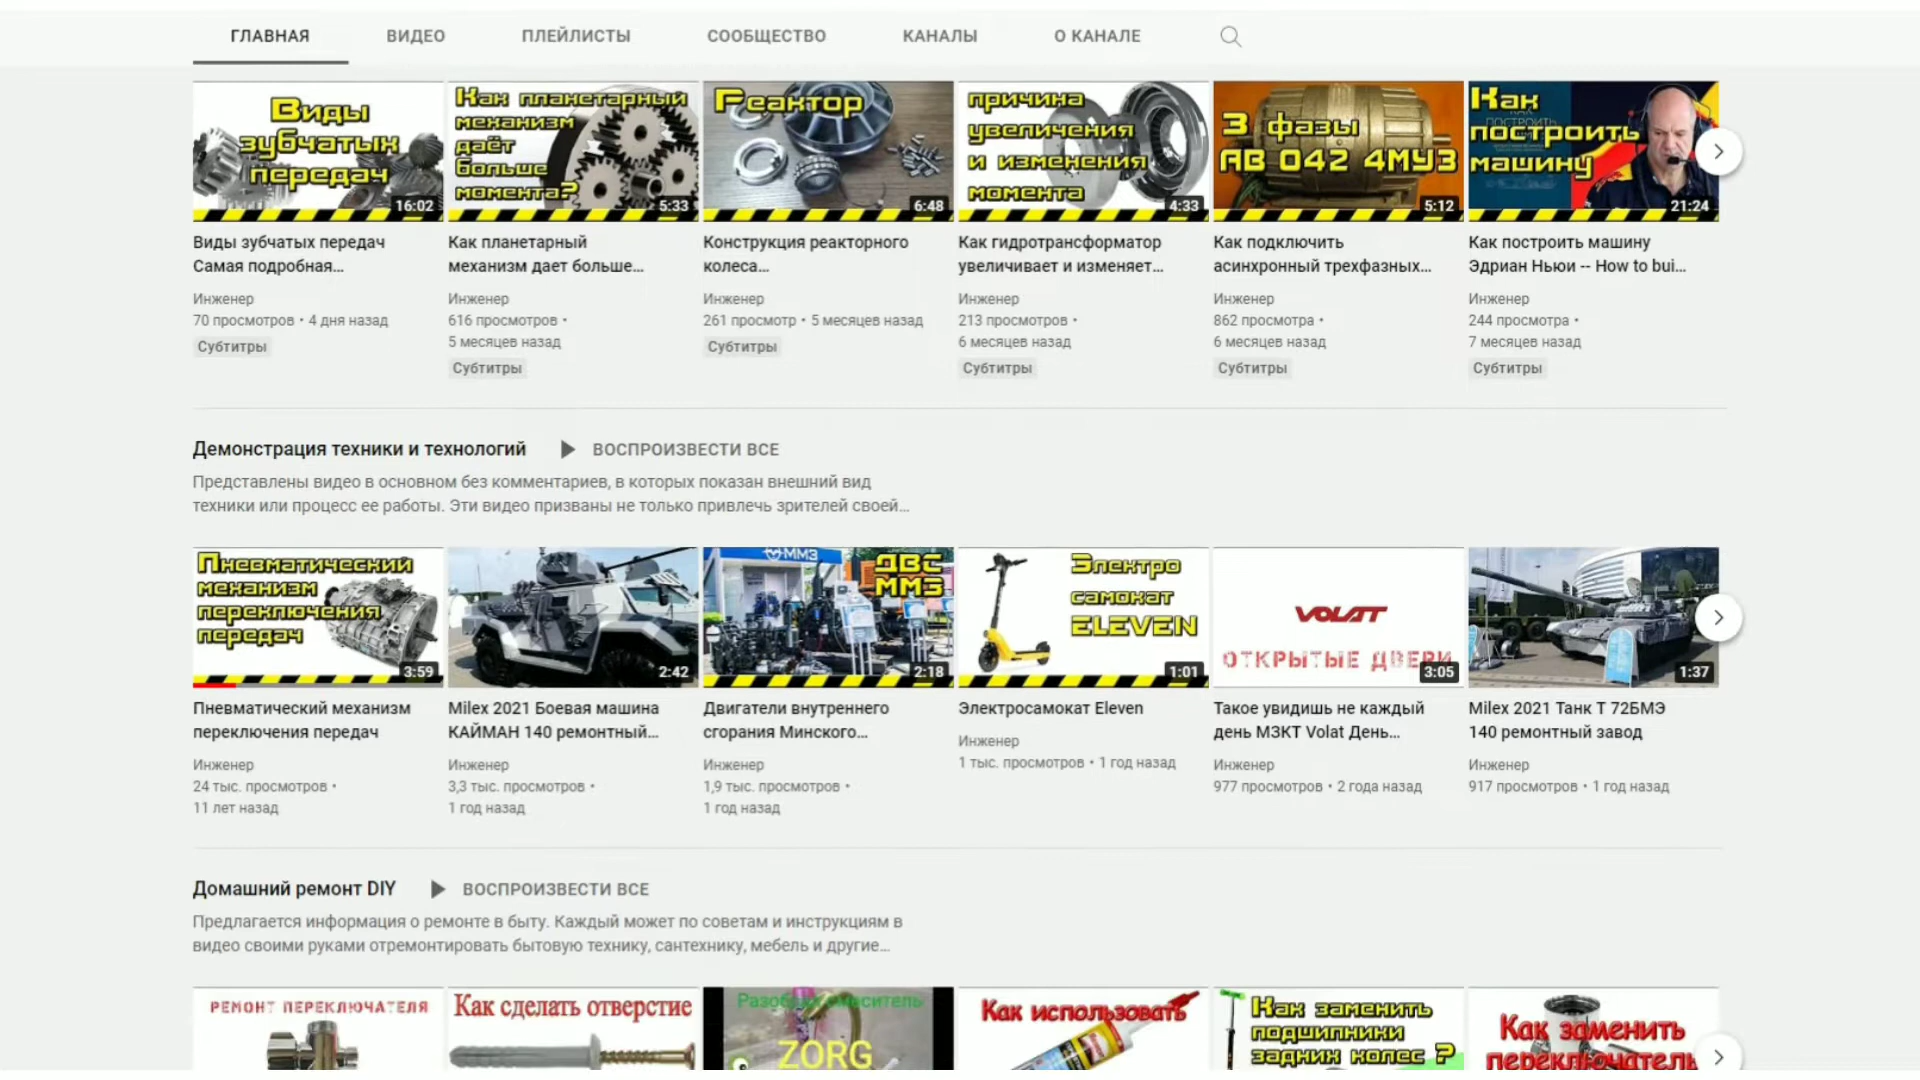 ГЛАВНАЯ
ВИДЕО
ПЛЕЙЛИСТЫ
СООБЩЕСТВО
КАНАЛЫ
О КАНАЛЕ
Виды
зубчатых
передач
16:02
Как планетарный
механизм
даёт
больше
момента?
5:33
Реактор
6:48
причина
увеличения
и изменения
момента
4:33
3 фазы
АВ 042 4МУ3
5:12
Как
построить
машину
21:24
Виды зубчатых передач
Самая подробная...
Инженер
70 просмотров • 4 дня назад
Субтитры
Как планетарный
механизм дает больше...
Инженер
616 просмотров •
5 месяцев назад
Субтитры
Конструкция реакторного
колеса...
Инженер
261 просмотр • 5 месяцев назад
Субтитры
Как гидротрансформатор
увеличивает и изменяет...
Инженер
213 просмотров •
6 месяцев назад
Субтитры
Как подключить
асинхронный трехфазных...
Инженер
862 просмотра •
6 месяцев назад
Субтитры
Как построить машину
Эдриан Ньюи -- How to bui...
Инженер
244 просмотра •
7 месяцев назад
Субтитры
Демонстрация техники и технологий
ВОСПРОИЗВЕСТИ ВСЕ
Представлены видео в основном без комментариев, в которых показан внешний вид
техники или процесс ее работы. Эти видео призваны не только привлечь зрителей своей...
Пневматический
механизм
переключения
передач
3:59
2:42
ММЗ
ДВС
ММЗ
2:18
Электро
самокат
ELEVEN
1:01
VOLAT
ОТКРЫТЫЕ ДВЕРИ
3:05
1:37
Пневматический механизм
переключения передач
Инженер
24 тыс. просмотров •
11 лет назад
Milex 2021 Боевая машина
КАЙМАН 140 ремонтный...
Инженер
3,3 тыс. просмотров •
1 год назад
Двигатели внутреннего
сгорания Минского...
Инженер
1,9 тыс. просмотров •
1 год назад
Электросамокат Eleven
Инженер
1 тыс. просмотров • 1 год назад
Такое увидишь не каждый
день МЗКТ Volat День...
Инженер
977 просмотров • 2 года назад
Milex 2021 Танк Т 72БМЭ
140 ремонтный завод
Инженер
917 просмотров • 1 год назад
Домашний ремонт DIY
ВОСПРОИЗВЕСТИ ВСЕ
Предлагается информация о ремонте в быту. Каждый может по советам и инструкциям в
видео своими руками отремонтировать бытовую технику, сантехнику, мебель и другие...
РЕМОНТ ПЕРЕКЛЮЧАТЕЛЯ
Как сделать отверстие
ZORG
Как использовать
Как заменить
подшипники
задних колес ?
Как заменить
переключатель